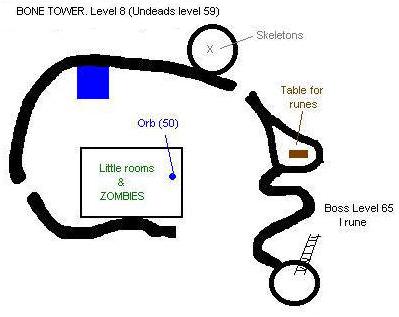 BONE TOWER. Level 8 (Undeads level 59)
X
Skeletons
Table for
runes
Orb (50)
Little rooms
&
ZOMBIES
Boss Level 65
I rune